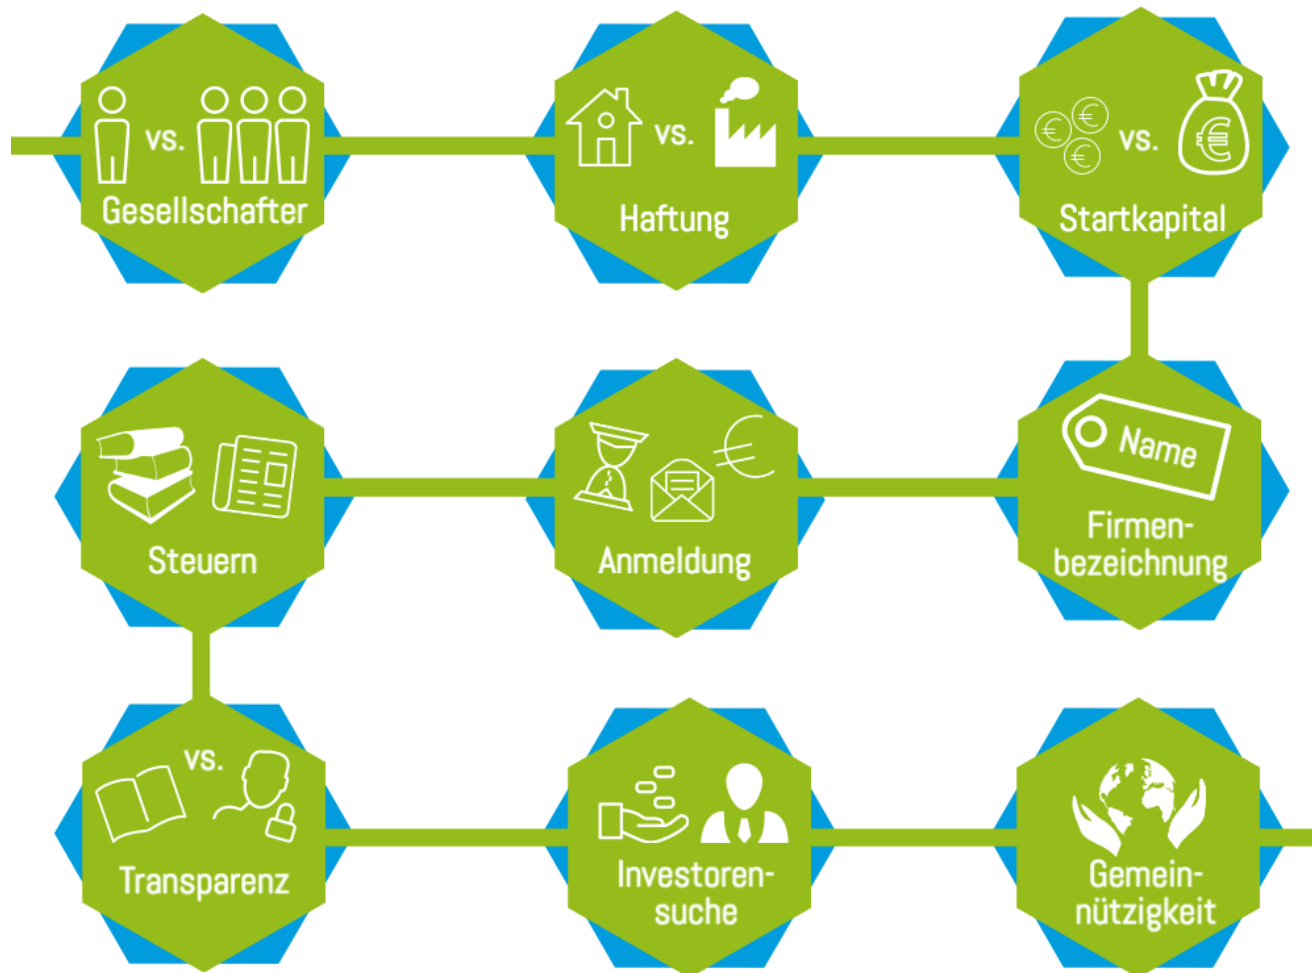 vs.
Gesellschafter
vs.
Haftung
€
€
€
vs.
€
Startkapital
Steuern
€
Anmeldung
Name
Firmen-
bezeichnung
vs.
Transparenz
Investoren-
suche
Gemein-
nützigkeit